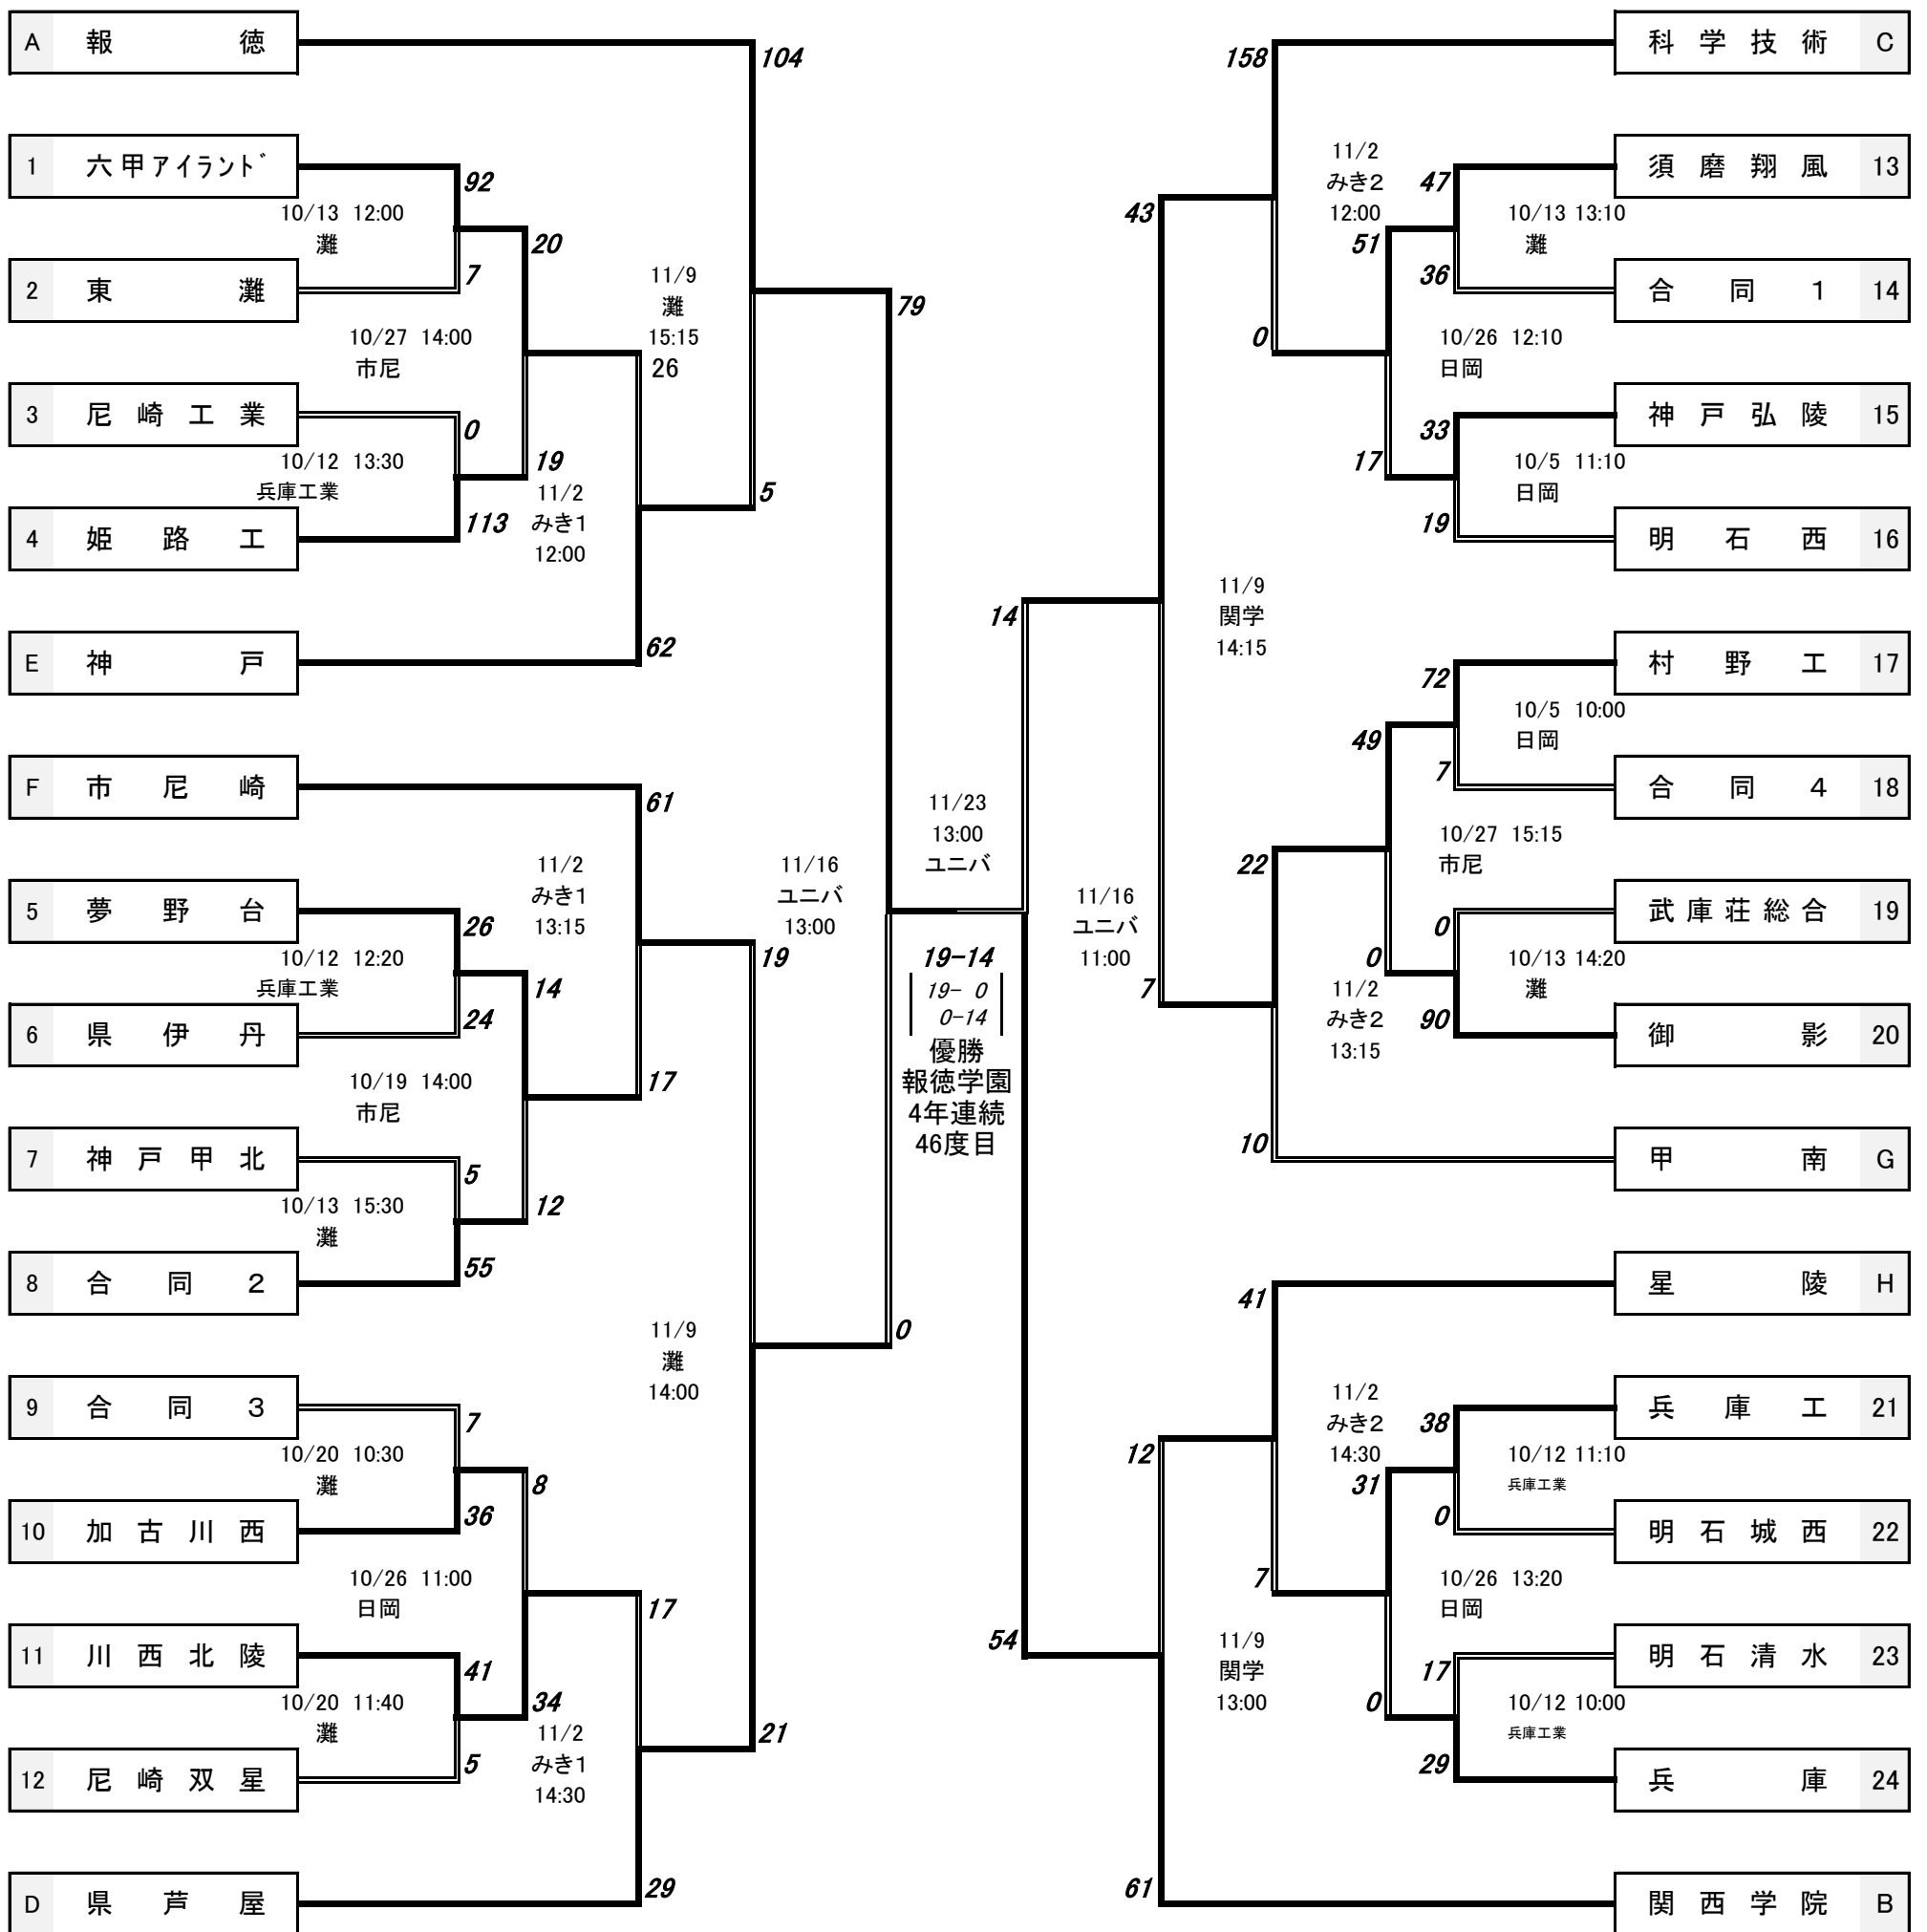 A 報徳
104
1 六甲アイランド
92
10/13 12:00
灘
20
2 東灘
7
11/9
灘
15:15
26
10/27 14:00
市尼
3 尼崎工業
0
10/12 13:30
兵庫工業
19
11/2
みき1
12:00
5
4 姫路工
113
E 神戸
62
79
F 市尼崎
61
11/2
みき1
13:15
5 夢野台
26
10/12 12:20
兵庫工業
14
6 県伊丹
24
19
11/16
ユニバ
13:00
10/19 14:00
市尼
17
7 神戸甲北
5
10/13 15:30
灘
12
8 合同2
55
11/9
灘
14:00
0
9 合同3
7
10/20 10:30
灘
8
10 加古川西
36
10/26 11:00
日岡
17
11 川西北陵
41
10/20 11:40
灘
34
11/2
みき1
14:30
21
12 尼崎双星
5
D 県芦屋
29
11/23
13:00
ユニバ
19-14
19- 0
0-14
優勝
報徳学園
4年連続
46度目
科学技術 C
158
11/2
みき2
12:00
須磨翔風 13
47
10/13 13:10
灘
51
合同1 14
36
43
0
10/26 12:10
日岡
神戸弘陵 15
33
10/5 11:10
日岡
17
明石西 16
19
14
11/9
関学
14:15
村野工 17
72
10/5 10:00
日岡
49
合同4 18
7
10/27 15:15
市尼
22
武庫荘総合 19
0
10/13 14:20
灘
0
11/2
みき2
13:15
御影 20
90
11/16
ユニバ
11:00
7
甲南 G
10
星陵 H
41
11/2
みき2
14:30
兵庫工 21
38
10/12 11:10
兵庫工業
31
明石城西 22
0
12
10/26 13:20
日岡
7
明石清水 23
17
10/12 10:00
兵庫工業
0
兵庫 24
29
54
11/9
関学
13:00
関西学院 B
61